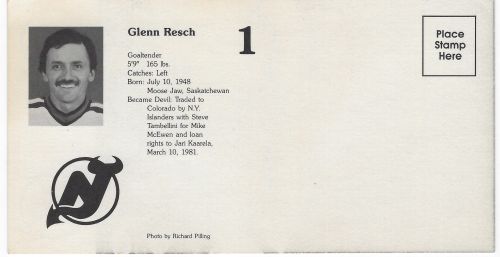 Glenn Resch
1
Place
Stamp
Here
Goaltender
5'9" 165 lbs.
Catches: Left
Born: July 10, 1948
Moose Jaw, Saskatchewan
Became Devil: Traded to
Colorado by N.Y.
Islanders with Steve
Tambellini for Mike
McEwen and loan
rights to Jari Kaarela,
March 10, 1981.
NJ
Photo by Richard Pilling